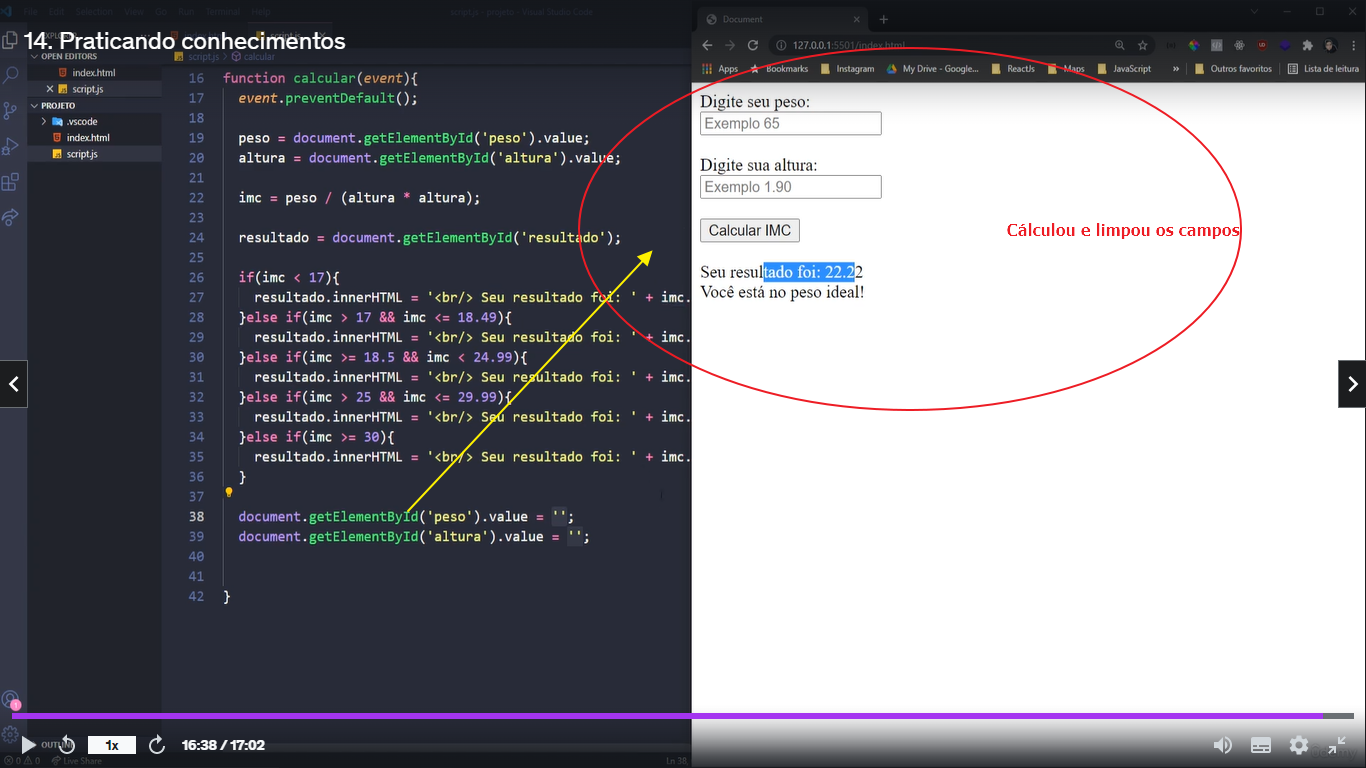 File Edit Selection View Go Run Terminal Help
script.js - projeto - Visual Studio Code
14. Praticando conhecimentos
OPEN EDITORS
index.html
script.js
PROJETO
.vscode
index.html
script.js
OUTLINE
script.js > calcular
16 function calcular(event){
17 event.preventDefault();
18
19 peso = document.getElementById('peso').value;
20 altura = document.getElementById('altura').value;
21
22 imc = peso / (altura * altura);
23
24 resultado = document.getElementById('resultado');
25
26 if(imc < 17){
27 resultado.innerHTML = '<br/> Seu resultado foi: ' + imc.
28 }else if(imc > 17 && imc <= 18.49){
29 resultado.innerHTML = '<br/> Seu resultado foi: ' + imc.
30 }else if(imc >= 18.5 && imc < 24.99){
31 resultado.innerHTML = '<br/> Seu resultado foi: ' + imc.
32 }else if(imc > 25 && imc <= 29.99){
33 resultado.innerHTML = '<br/> Seu resultado foi: ' + imc.
34 }else if(imc >= 30){
35 resultado.innerHTML = '<br/> Seu resultado foi: ' + imc.
36 }
37
38 document.getElementById('peso').value = '';
39 document.getElementById('altura').value = '';
40
41
42 }
Document
127.0.0.1:5501/index.html
Apps Bookmarks Instagram My Drive - Google... ReactJs Maps JavaScript » Outros favoritos Lista de leitura
Digite seu peso:
Exemplo 65
Digite sua altura:
Exemplo 1.90
Calcular IMC
Cálculou e limpou os campos
Seu resultado foi: 22.22
Você está no peso ideal!
1x
16:38 / 17:02
0 0 Live Share
Ln 38,